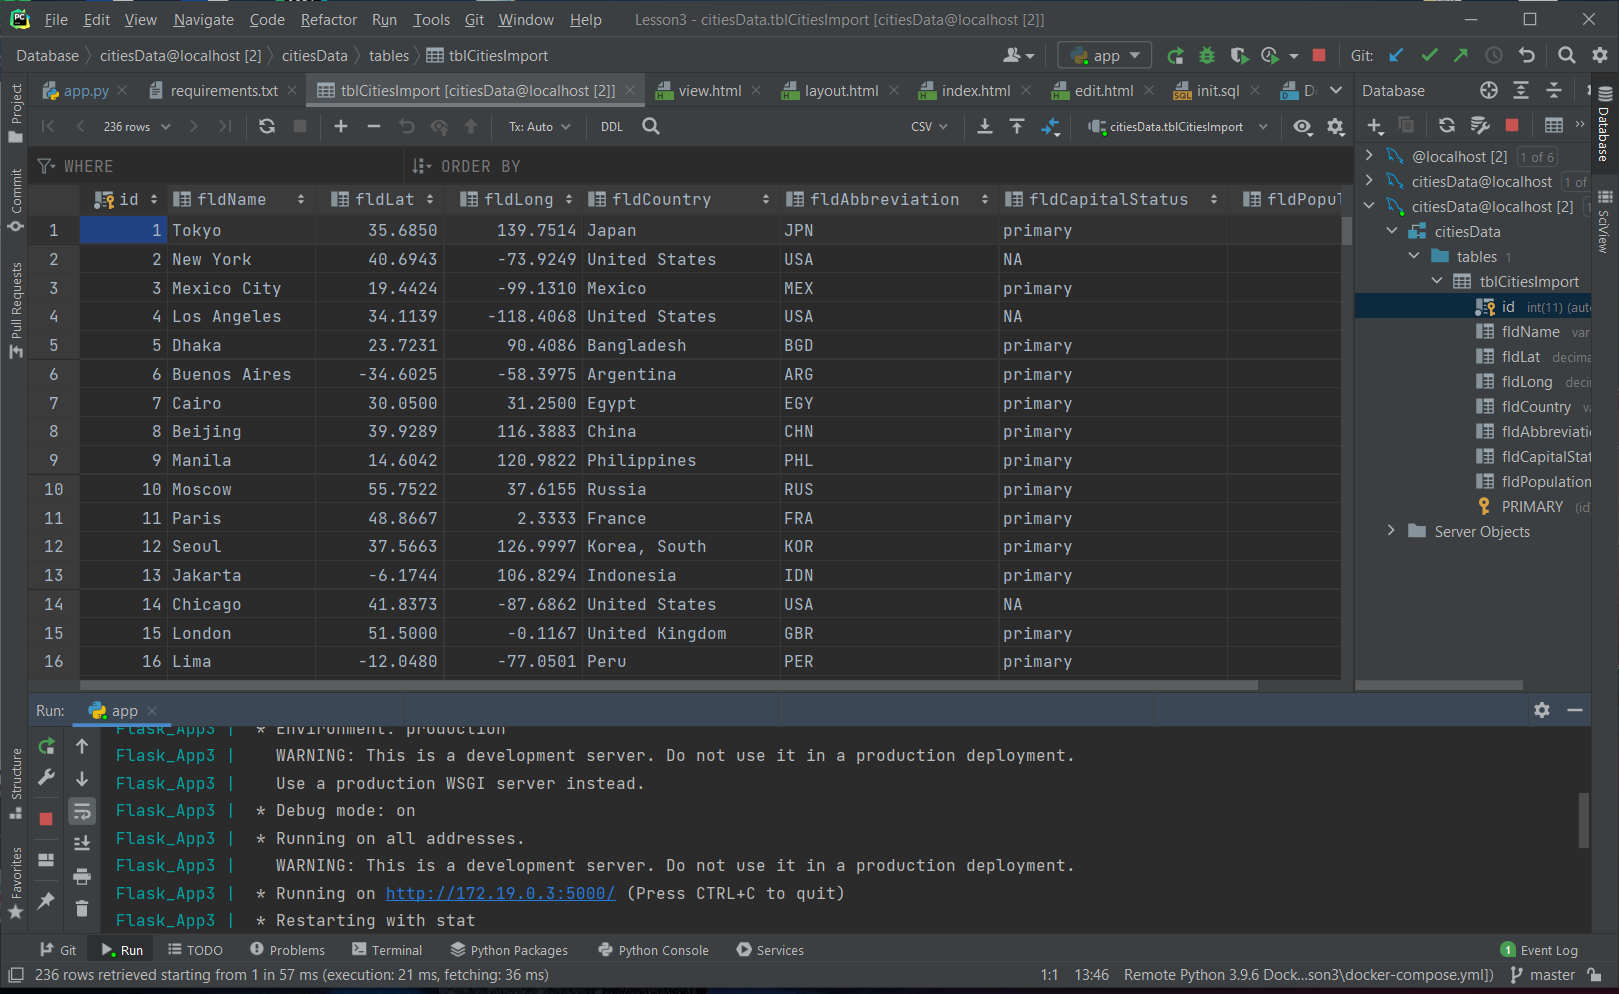 PC File Edit View Navigate Code Refactor Run Tools Git Window Help Lesson3 - citiesData.tblCitiesImport [citiesData@localhost [2]]
Database citiesData@localhost [2] citiesData tables tblCitiesImport app Git:
app.py requirements.txt tblCitiesImport [citiesData@localhost [2]] view.html layout.html index.html edit.html init.sql D Database
236 rows Tx: Auto DDL CSV citiesData.tblCitiesImport
WHERE ORDER BY
id fldName fldLat fldLong fldCountry fldAbbreviation fldCapitalStatus fldPopul
1 1 Tokyo 35.6850 139.7514 Japan JPN primary
2 2 New York 40.6943 -73.9249 United States USA NA
3 3 Mexico City 19.4424 -99.1310 Mexico MEX primary
4 4 Los Angeles 34.1139 -118.4068 United States USA NA
5 5 Dhaka 23.7231 90.4086 Bangladesh BGD primary
6 6 Buenos Aires -34.6025 -58.3975 Argentina ARG primary
7 7 Cairo 30.0500 31.2500 Egypt EGY primary
8 8 Beijing 39.9289 116.3883 China CHN primary
9 9 Manila 14.6042 120.9822 Philippines PHL primary
10 10 Moscow 55.7522 37.6155 Russia RUS primary
11 11 Paris 48.8667 2.3333 France FRA primary
12 12 Seoul 37.5663 126.9997 Korea, South KOR primary
13 13 Jakarta -6.1744 106.8294 Indonesia IDN primary
14 14 Chicago 41.8373 -87.6862 United States USA NA
15 15 London 51.5000 -0.1167 United Kingdom GBR primary
16 16 Lima -12.0480 -77.0501 Peru PER primary
@localhost [2] 1 of 6
citiesData@localhost 1 of
citiesData@localhost [2] 1
citiesData
tables 1
tblCitiesImport
id int(11) (auto
fldName var
fldLat decima
fldLong deci
fldCountry va
fldAbbreviati
fldCapitalStat
fldPopulation
PRIMARY (id
Server Objects
Project
Commit
Pull Requests
Structure
Favorites
Database
SciView
Run: app
Flask_App3 | * Environment: production
Flask_App3 | WARNING: This is a development server. Do not use it in a production deployment.
Flask_App3 | Use a production WSGI server instead.
Flask_App3 | * Debug mode: on
Flask_App3 | * Running on all addresses.
Flask_App3 | WARNING: This is a development server. Do not use it in a production deployment.
Flask_App3 | * Running on http://172.19.0.3:5000/ (Press CTRL+C to quit)
Flask_App3 | * Restarting with stat
Git Run TODO Problems Terminal Python Packages Python Console Services 1 Event Log
236 rows retrieved starting from 1 in 57 ms (execution: 21 ms, fetching: 36 ms) 1:1 13:46 Remote Python 3.9.6 Dock...son3\docker-compose.yml]) master